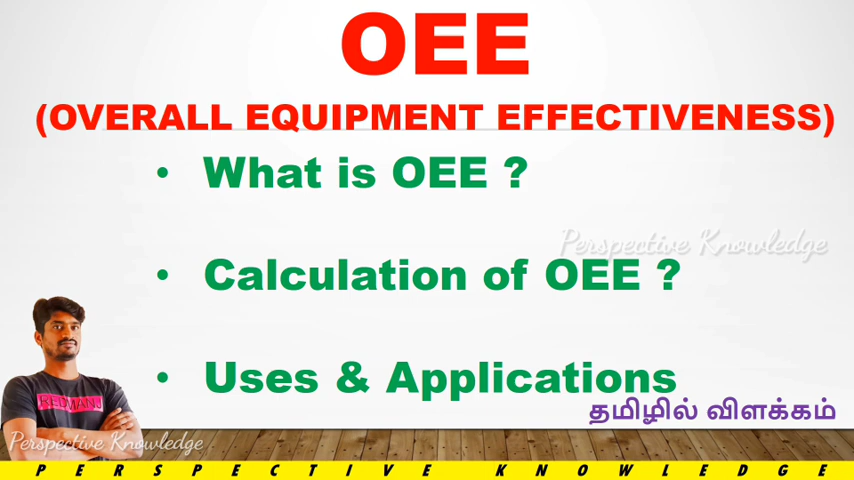 OEE
(OVERALL EQUIPMENT EFFECTIVENESS)
• What is OEE ?
Perspective Knowledge
• Calculation of OEE ?
• Uses & Applications
தமிழில் விளக்கம்
REDMANJ
Perspective Knowledge
PERSPECTIVE KNOWLEDGE